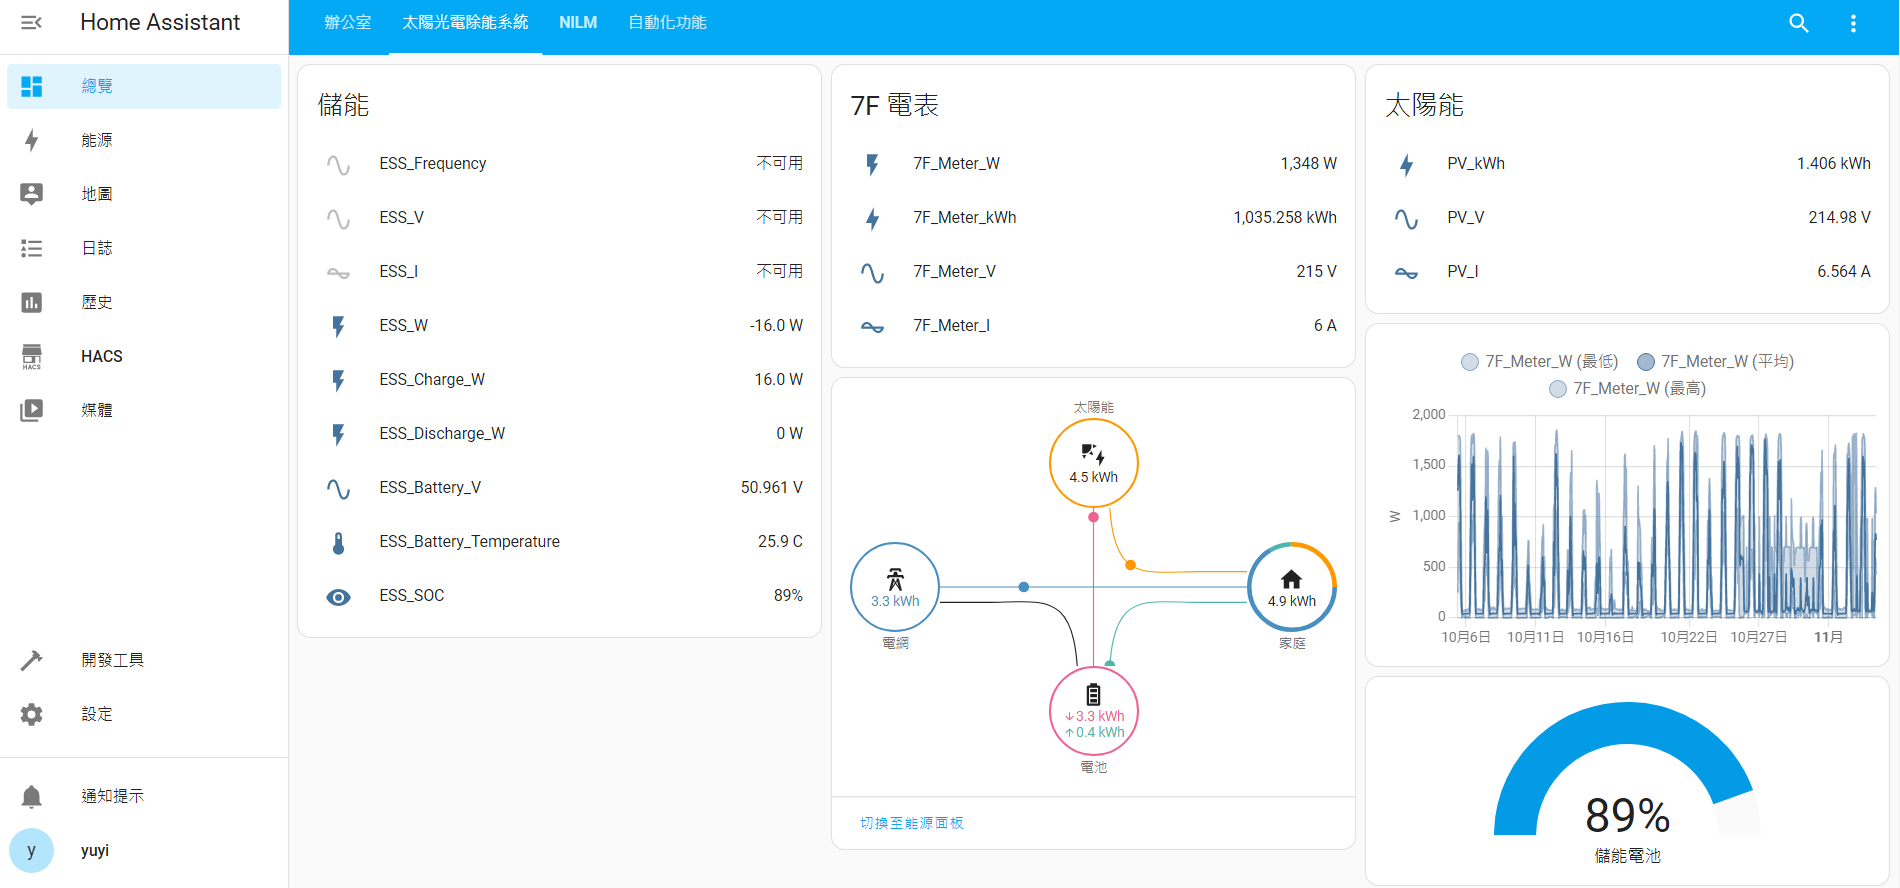 Home Assistant
總覽
能源
地圖
日誌
歷史
HACS
HACS
媒體
開發工具
設定
通知提示
y
yuyi
辦公室
太陽光電除能系統
NILM
自動化功能
儲能
ESS_Frequency 不可用
ESS_V 不可用
ESS_I 不可用
ESS_W -16.0 W
ESS_Charge_W 16.0 W
ESS_Discharge_W 0 W
ESS_Battery_V 50.961 V
ESS_Battery_Temperature 25.9 C
ESS_SOC 89%
7F 電表
7F_Meter_W 1,348 W
7F_Meter_kWh 1,035.258 kWh
7F_Meter_V 215 V
7F_Meter_I 6 A
太陽能
4.5 kWh
3.3 kWh
電網
4.9 kWh
家庭
↓3.3 kWh
↑0.4 kWh
電池
切換至能源面板
太陽能
PV_kWh 1.406 kWh
PV_V 214.98 V
PV_I 6.564 A
7F_Meter_W (最低) 7F_Meter_W (平均)
7F_Meter_W (最高)
2,000
1,500
1,000
500
0
W
10月6日 10月11日 10月16日 10月22日 10月27日 11月
89%
儲能電池